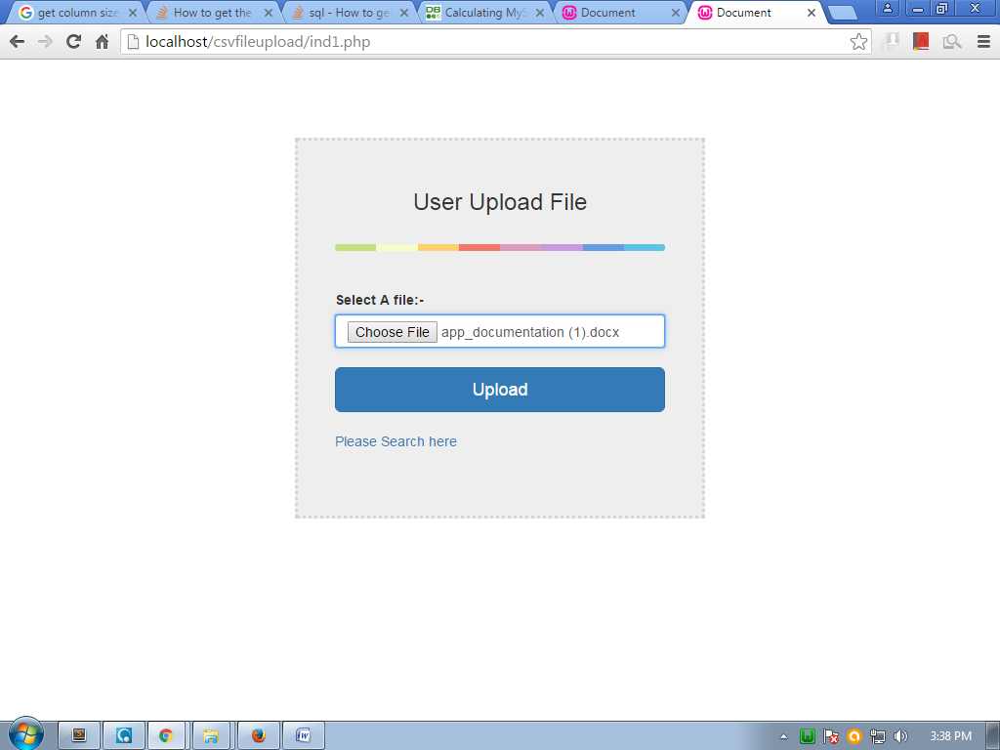 get column size
How to get the
sql - How to get
Calculating MyS
Document
Document
localhost/csvfileupload/ind1.php
User Upload File
Select A file:-
Choose File app_documentation (1).docx
Upload
Please Search here
3:38 PM